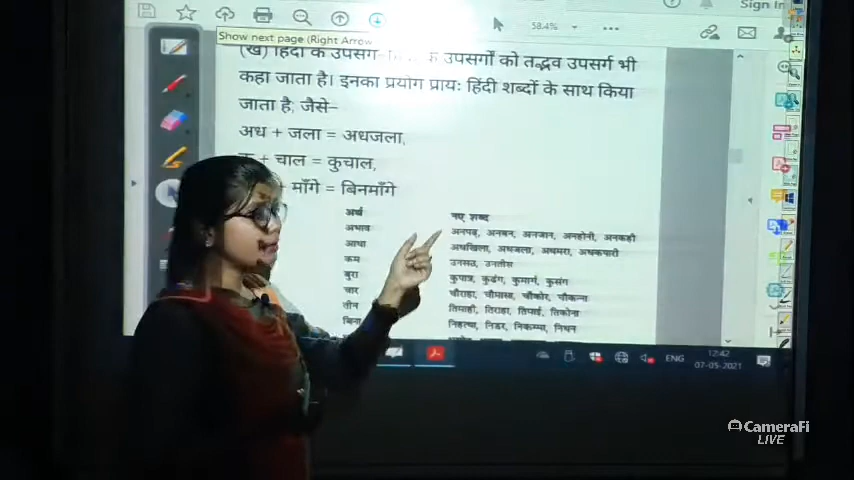 Sign In
58.4%
Show next page (Right Arrow
(ख) हिंदी के उपसर्ग- के उपसर्गों को तद्भव उपसर्ग भी
कहा जाता है। इनका प्रयोग प्रायः हिंदी शब्दों के साथ किया
जाता है; जैसे-
अध + जला = अधजला,
+ चाल = कुचाल,
+ माँगे = बिनमाँगे
अर्थ नए शब्द
अभाव अनपढ़, अनबन, अनजान, अनहोनी, अनकही
आधा अधखिला, अधजला, अधमरा, अधकपारी
कम उनसठ, उनतीस
बुरा कुपात्र, कुढंग, कुमार्ग, कुसंग
चार चौराहा, चौमासा, चौकोर, चौकन्ना
तीन तिमाही, तिराहा, तिपाई, तिकोना
बिना निहत्था, निडर, निकम्मा, निधन
ENG
12:42
07-05-2021
CameraFi
LIVE